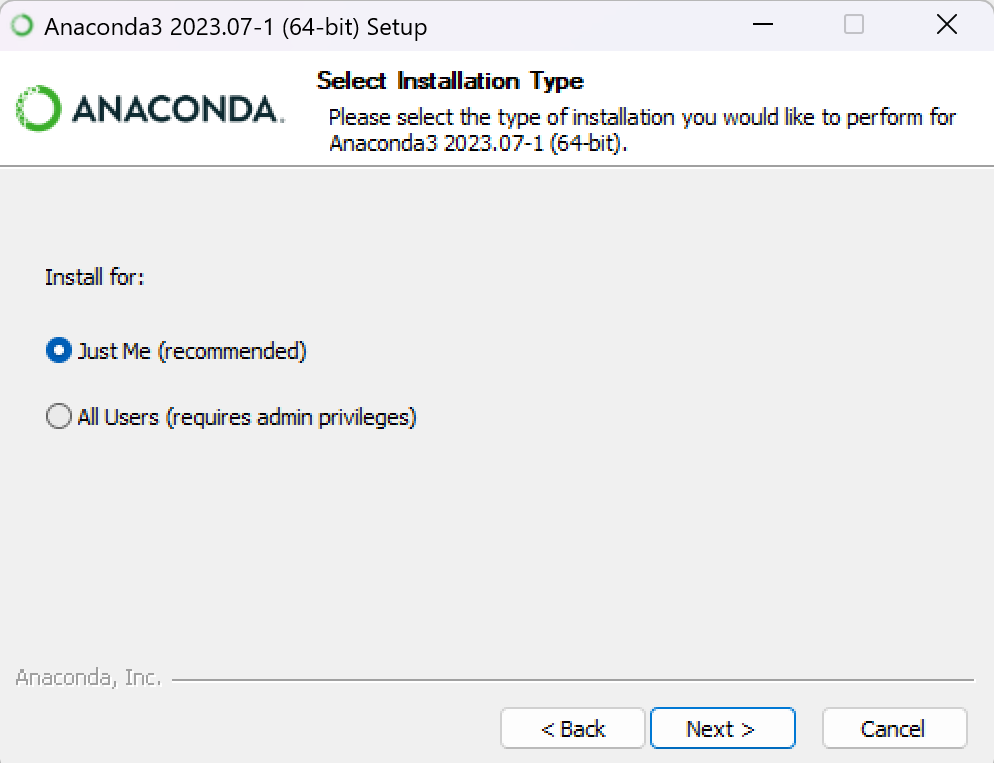 Anaconda3 2023.07-1 (64-bit) Setup
ANACONDA.
Select Installation Type
Please select the type of installation you would like to perform for
Anaconda3 2023.07-1 (64-bit).
Install for:
Just Me (recommended)
All Users (requires admin privileges)
Anaconda, Inc.
< Back
Next >
Cancel